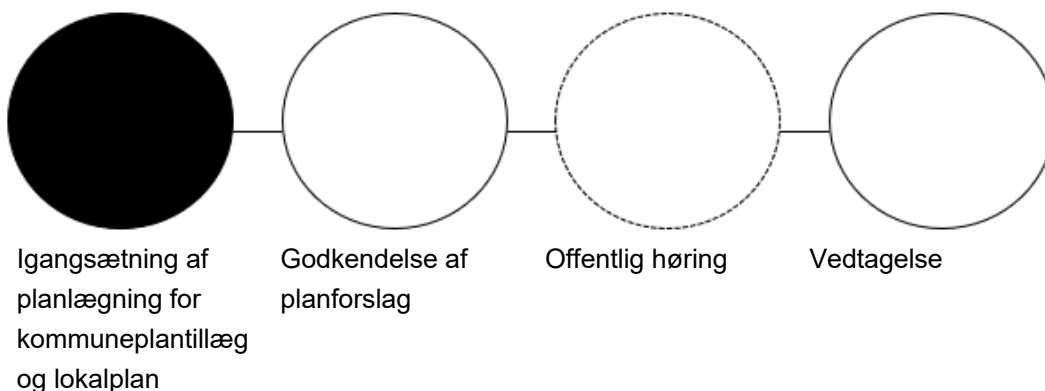 Igangsætning af
planlægning for
kommuneplantillæg
og lokalplan
Godkendelse af
planforslag
Offentlig høring
Vedtagelse